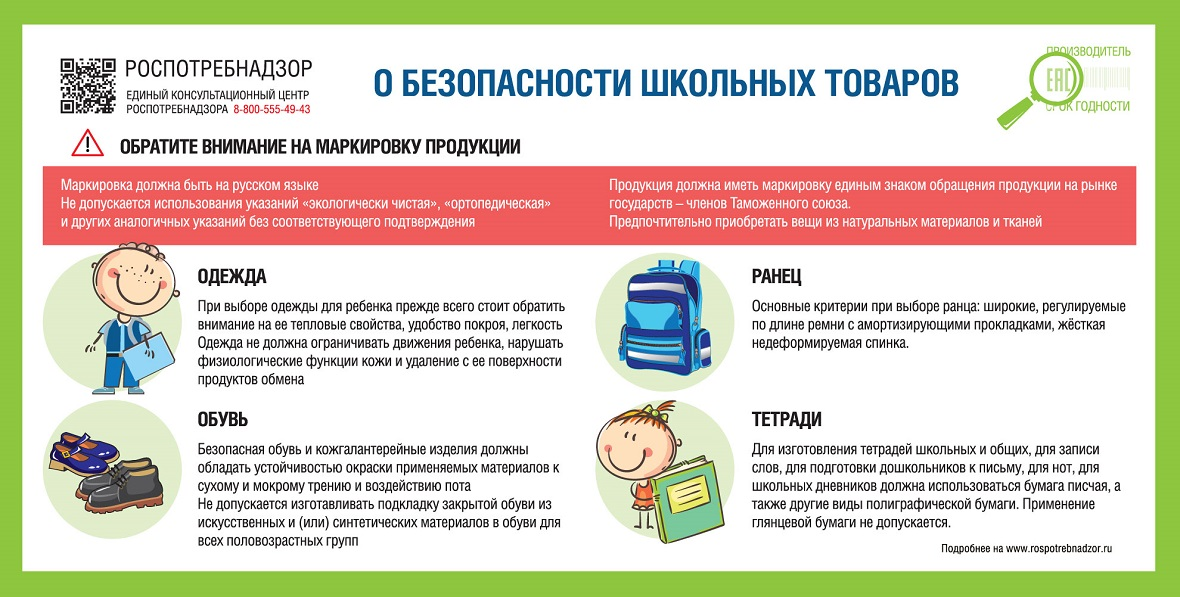 РОСПОТРЕБНАДЗОР
ЕДИНЫЙ КОНСУЛЬТАЦИОННЫЙ ЦЕНТР
РОСПОТРЕБНАДЗОРА 8-800-555-49-43
О БЕЗОПАСНОСТИ ШКОЛЬНЫХ ТОВАРОВ
ПРОИЗВОДИТЕЛЬ
EAC
СРОК ГОДНОСТИ
ОБРАТИТЕ ВНИМАНИЕ НА МАРКИРОВКУ ПРОДУКЦИИ
Маркировка должна быть на русском языке
Не допускается использования указаний «экологически чистая», «ортопедическая»
и других аналогичных указаний без соответствующего подтверждения
Продукция должна иметь маркировку единым знаком обращения продукции на рынке
государств – членов Таможенного союза.
Предпочтительно приобретать вещи из натуральных материалов и тканей
ОДЕЖДА
При выборе одежды для ребенка прежде всего стоит обратить
внимание на ее тепловые свойства, удобство покроя, легкость
Одежда не должна ограничивать движения ребенка, нарушать
физиологические функции кожи и удаление с ее поверхности
продуктов обмена
РАНЕЦ
Основные критерии при выборе ранца: широкие, регулируемые
по длине ремни с амортизирующими прокладками, жёсткая
недеформируемая спинка.
ОБУВЬ
Безопасная обувь и кожгалантерейные изделия должны
обладать устойчивостью окраски применяемых материалов к
сухому и мокрому трению и воздействию пота
Не допускается изготавливать подкладку закрытой обуви из
искусственных и (или) синтетических материалов в обуви для
всех половозрастных групп
ТЕТРАДИ
Для изготовления тетрадей школьных и общих, для записи
слов, для подготовки дошкольников к письму, для нот, для
школьных дневников должна использоваться бумага писчая, а
также другие виды полиграфической бумаги. Применение
глянцевой бумаги не допускается.
Подробнее на www.rospotrebnadzor.ru